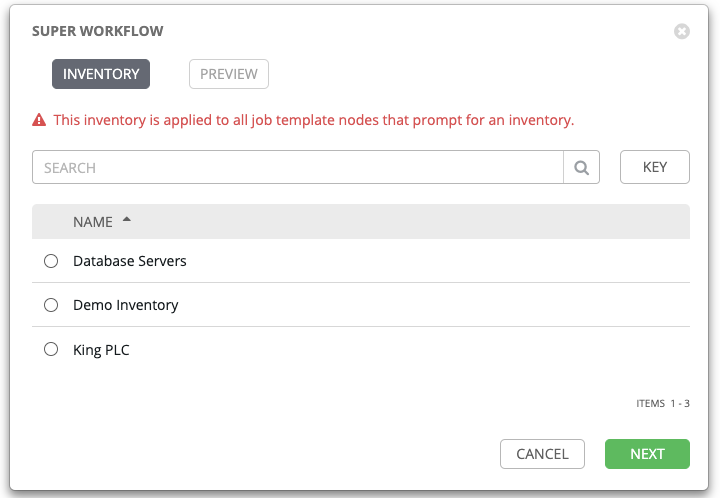 SUPER WORKFLOW
INVENTORY PREVIEW
This inventory is applied to all job template nodes that prompt for an inventory.
SEARCH KEY
NAME
Database Servers
Demo Inventory
King PLC
ITEMS 1 - 3
CANCEL NEXT